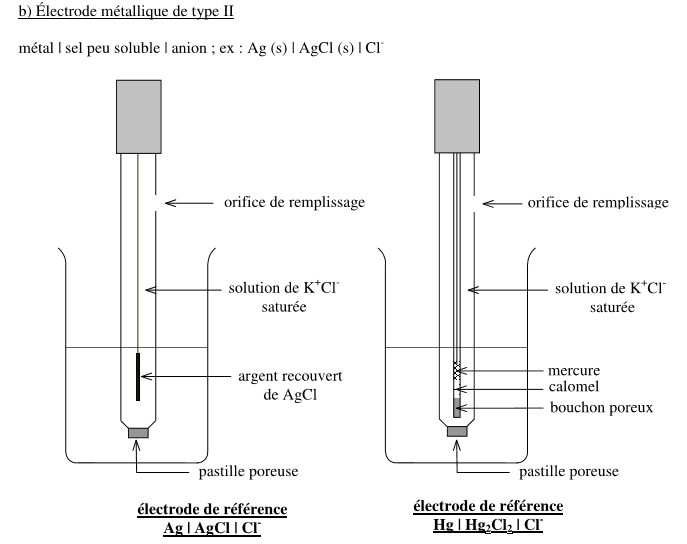 b) Électrode métallique de type II
métal | sel peu soluble | anion ; ex : Ag (s) | AgCl (s) | Cl⁻
orifice de remplissage
solution de K⁺Cl⁻
saturée
argent recouvert
de AgCl
pastille poreuse
électrode de référence
Ag | AgCl | Cl⁻
orifice de remplissage
solution de K⁺Cl⁻
saturée
mercure
calomel
bouchon poreux
pastille poreuse
électrode de référence
Hg | Hg₂Cl₂ | Cl⁻